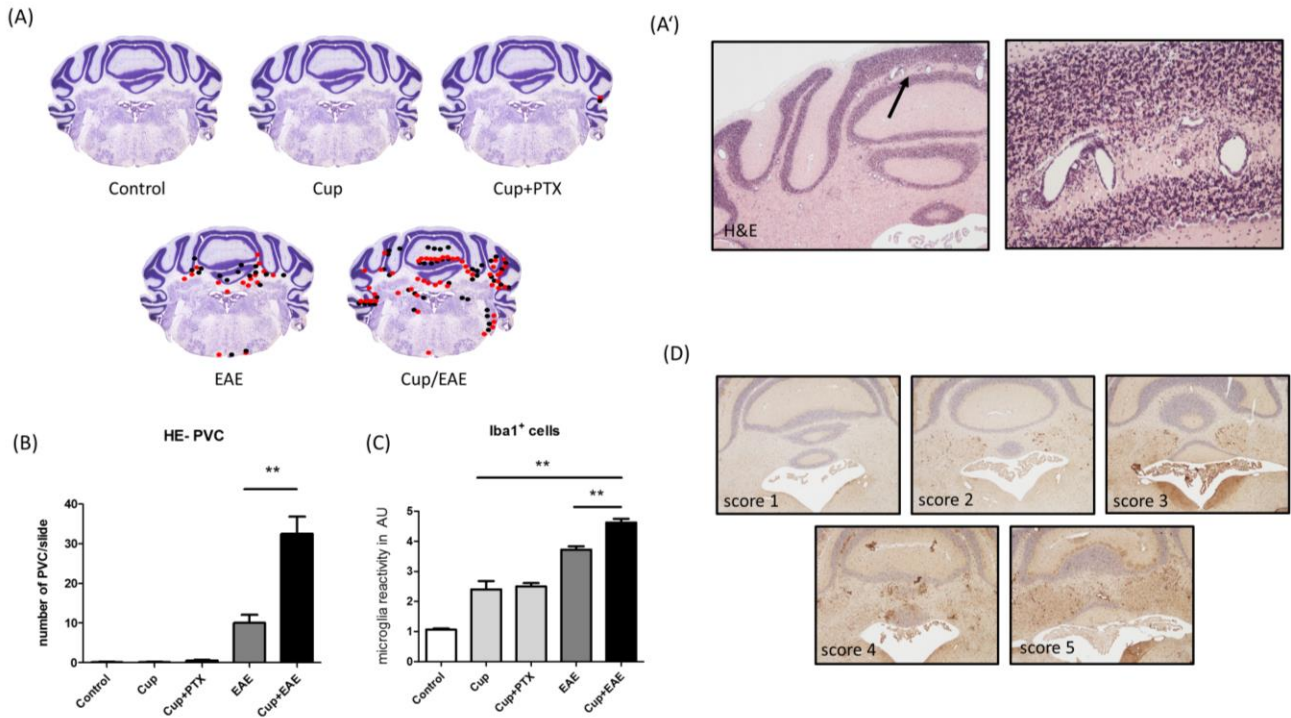 (A)
Control
Cup
Cup+PTX
EAE
Cup/EAE
(A')
H&E
(B)
HE- PVC
**
number of PVC/slide
40
30
20
10
0
Control
Cup
Cup+PTX
EAE
Cup+EAE
(C)
Iba1⁺ cells
**
**
microglia reactivity in AU
5
4
3
2
1
0
Control
Cup
Cup+PTX
EAE
Cup+EAE
(D)
score 1
score 2
score 3
score 4
score 5